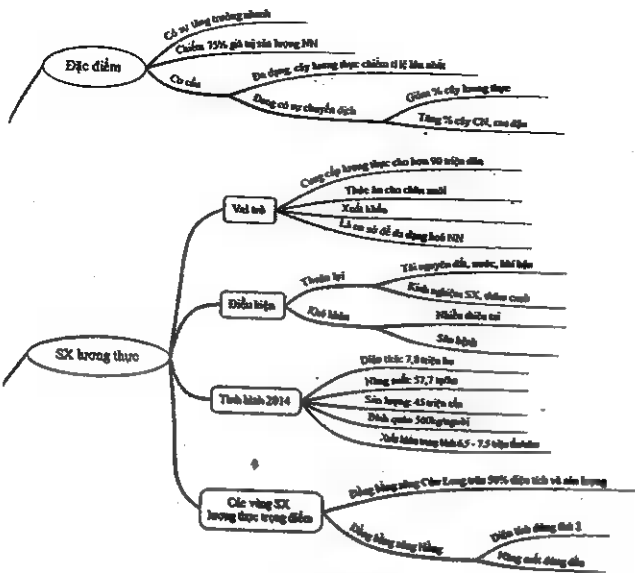 Đặc điểm
Có sự tăng trưởng nhanh
Chiếm 75% giá trị sản lượng NN
Cơ cấu
Đa dạng, cây lương thực chiếm tỉ lệ lớn nhất
Đang có sự chuyển dịch
Giảm % cây lương thực
Tăng % cây CN, rau đậu
SX lương thực
Vai trò
Cung cấp lương thực cho hơn 90 triệu dân
Thức ăn cho chăn nuôi
Xuất khẩu
Là cơ sở để đa dạng hoá NN
Điều kiện
Thuận lợi
Tài nguyên đất, nước, khí hậu
Kinh nghiệm SX, thâm canh
Khó khăn
Nhiều thiên tai
Sâu bệnh
Tình hình 2014
Diện tích: 7,8 triệu ha
Năng suất: 57,7 tạ/ha
Sản lượng: 45 triệu tấn
Bình quân 500kg/người
Xuất khẩu trung bình 6,5 - 7.5 triệu tấn/năm
Các vùng SX
lương thực trọng điểm
Đồng bằng sông Cửu Long trên 50% diện tích và sản lượng
Đồng bằng sông Hồng
Diện tích đứng thứ 2
Năng suất đứng đầu